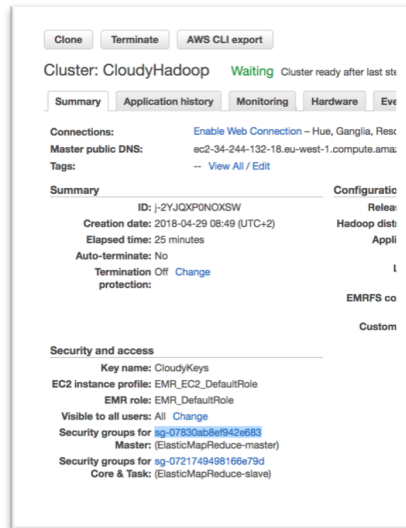 Clone Terminate AWS CLI export
Cluster: CloudyHadoop Waiting Cluster ready after last ste
Summary Application history Monitoring Hardware Eve
Connections: Enable Web Connection – Hue, Ganglia, Reso
Master public DNS: ec2-34-244-132-18.eu-west-1.compute.ama
Tags: -- View All / Edit
Summary
ID: j-2YJQXP0NOXSW
Creation date: 2018-04-29 08:49 (UTC+2)
Elapsed time: 25 minutes
Auto-terminate: No
Termination Off Change
protection:
Configuratio
Relea
Hadoop dist
Appli
EMRFS co
Custom
Security and access
Key name: CloudyKeys
EC2 instance profile: EMR_EC2_DefaultRole
EMR role: EMR_DefaultRole
Visible to all users: All Change
Security groups for sg-07830ab8ef942e683
Master: (ElasticMapReduce-master)
Security groups for sg-0721749498166e79d
Core & Task: (ElasticMapReduce-slave)